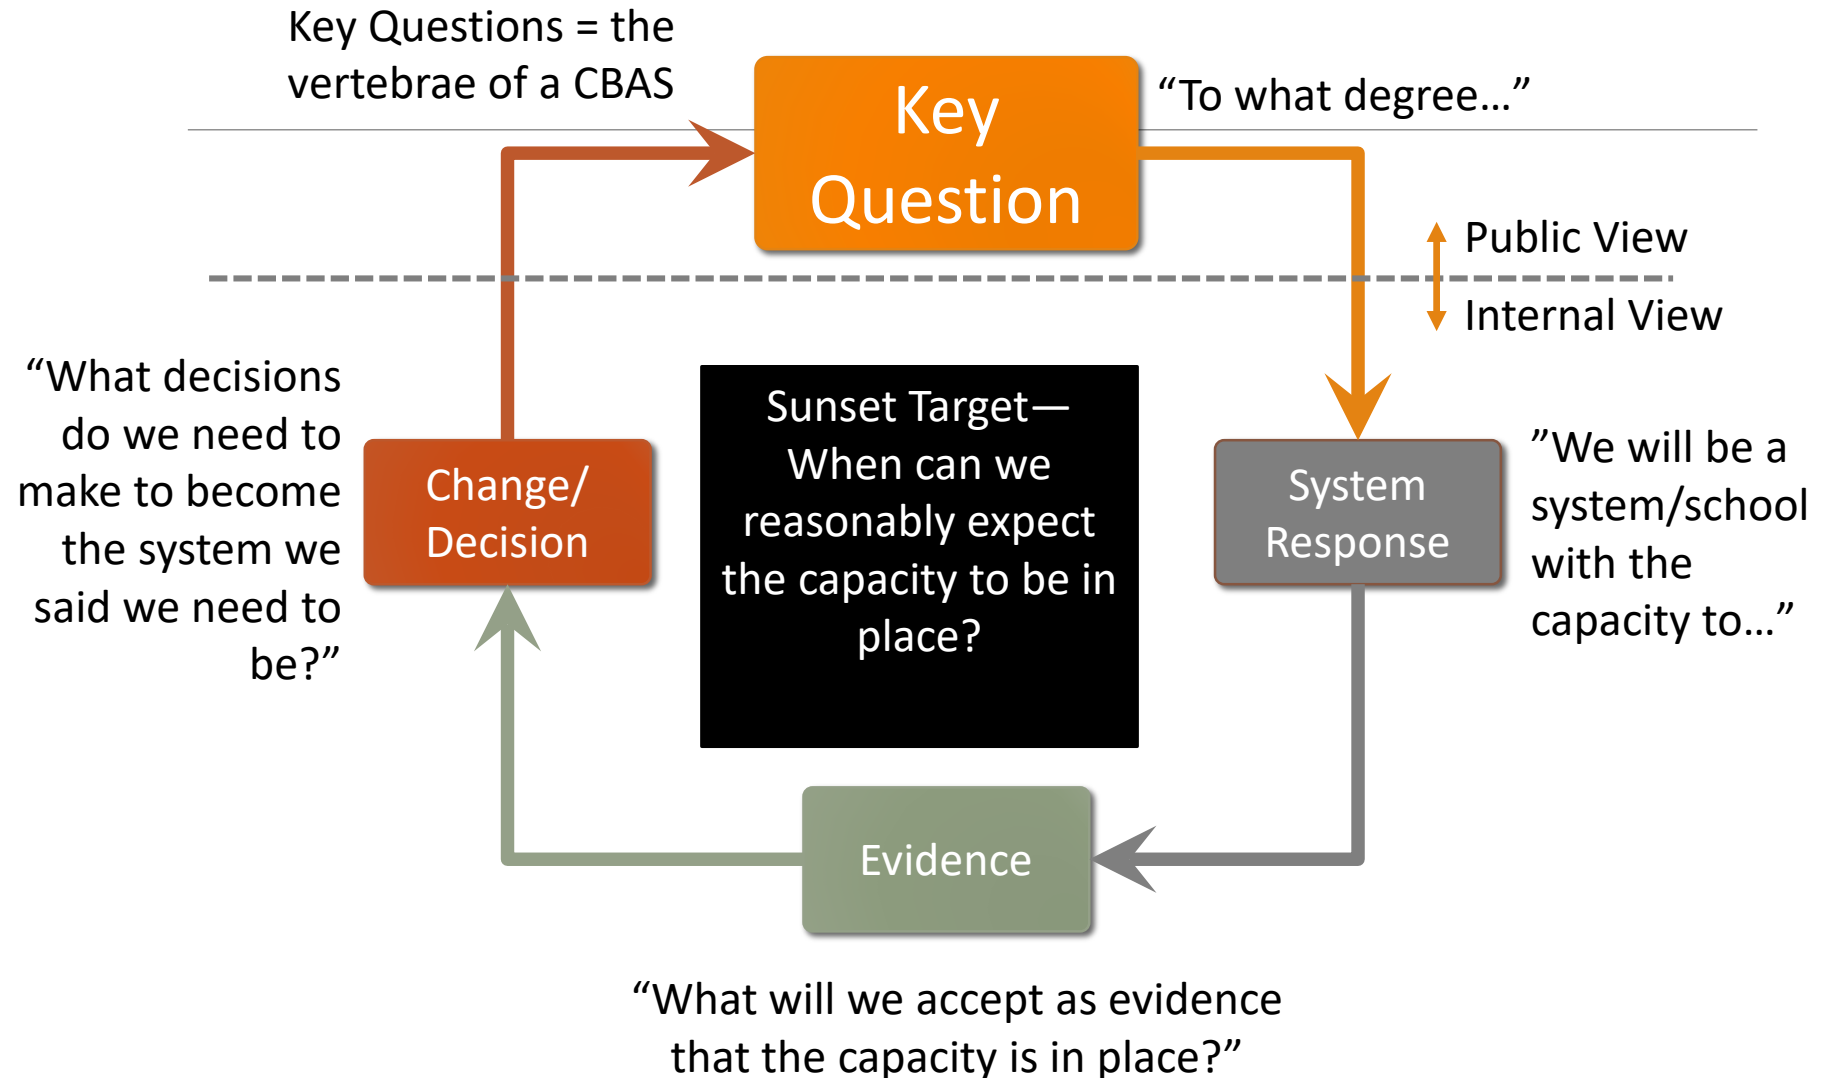 Key Questions = the
vertebrae of a CBAS
Key
Question
“To what degree…”
Public View
Internal View
“What decisions
do we need to
make to become
the system we
said we need to
be?”
Change/
Decision
Sunset Target—
When can we
reasonably expect
the capacity to be in
place?
System
Response
”We will be a
system/school
with the
capacity to…”
Evidence
“What will we accept as evidence
that the capacity is in place?”